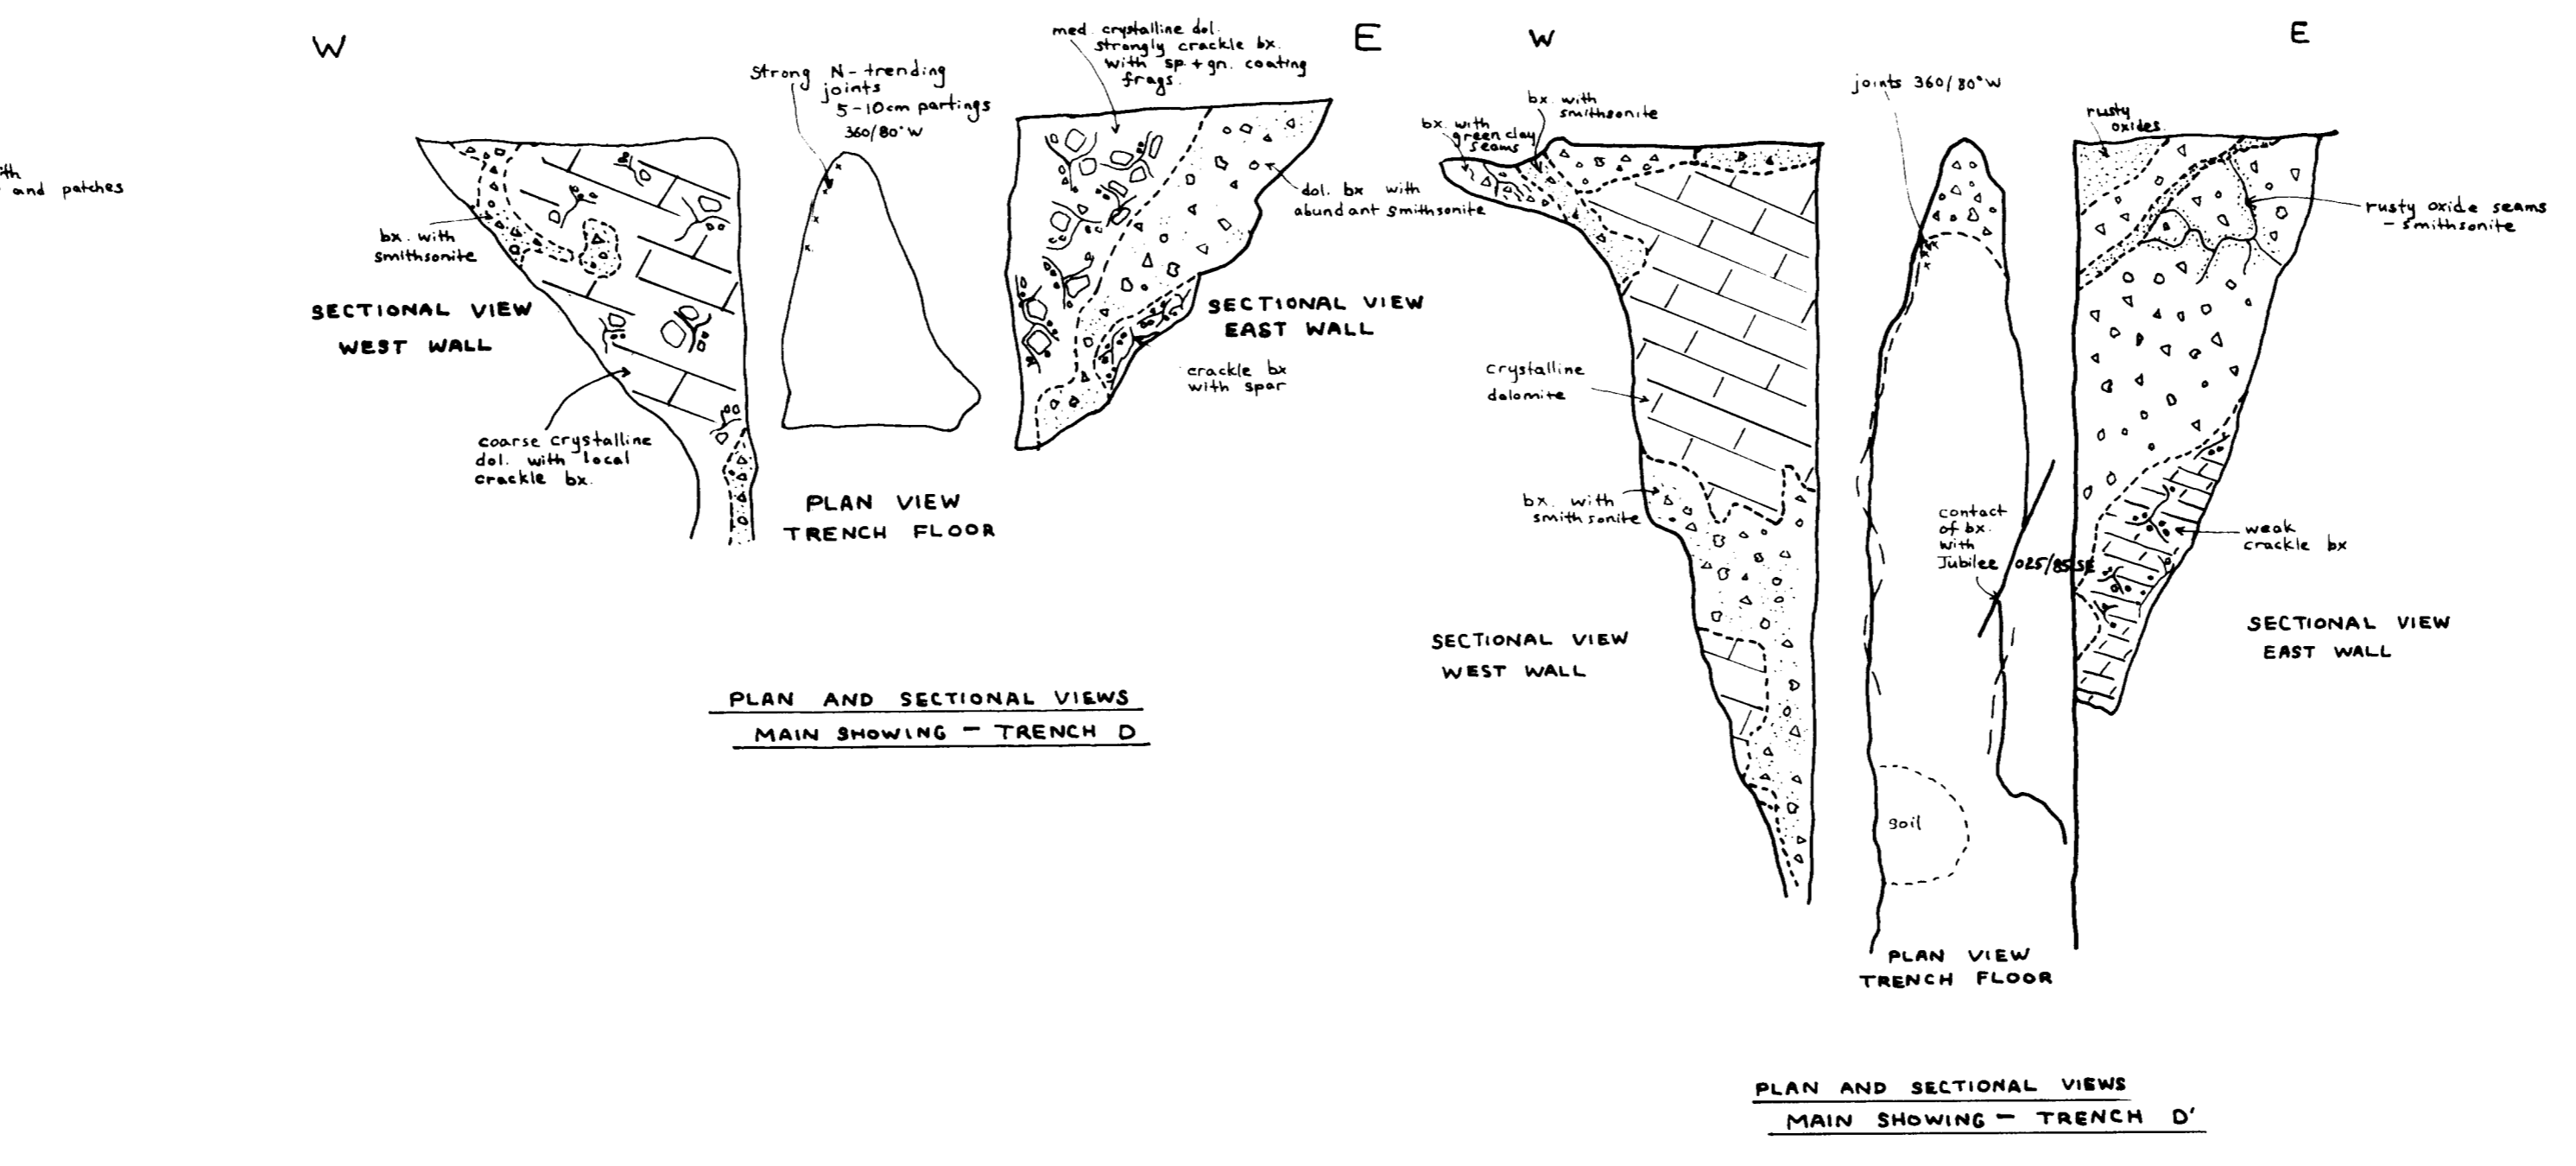 th
and patches
W
Strong N-trending
joints
5-10cm partings
360/80°W
med. crystalline dol.
strongly crackle bx.
with sp. + gn. coating
frags.
E
bx. with
smithsonite
SECTIONAL VIEW
WEST WALL
coarse crystalline
dol. with local
crackle bx.
PLAN VIEW
TRENCH FLOOR
dol. bx with
abundant smithsonite
SECTIONAL VIEW
EAST WALL
crackle bx
with spar
PLAN AND SECTIONAL VIEWS
MAIN SHOWING - TRENCH D
W
E
bx. with
green clay
seams
bx. with
smithsonite
joints 360/80°W
rusty
oxides.
rusty oxide seams
- smithsonite
crystalline
dolomite
bx. with
smithsonite
contact
of bx.
with
Jubilee 025/85SE
weak
crackle bx
SECTIONAL VIEW
WEST WALL
SECTIONAL VIEW
EAST WALL
soil
PLAN VIEW
TRENCH FLOOR
PLAN AND SECTIONAL VIEWS
MAIN SHOWING - TRENCH D'